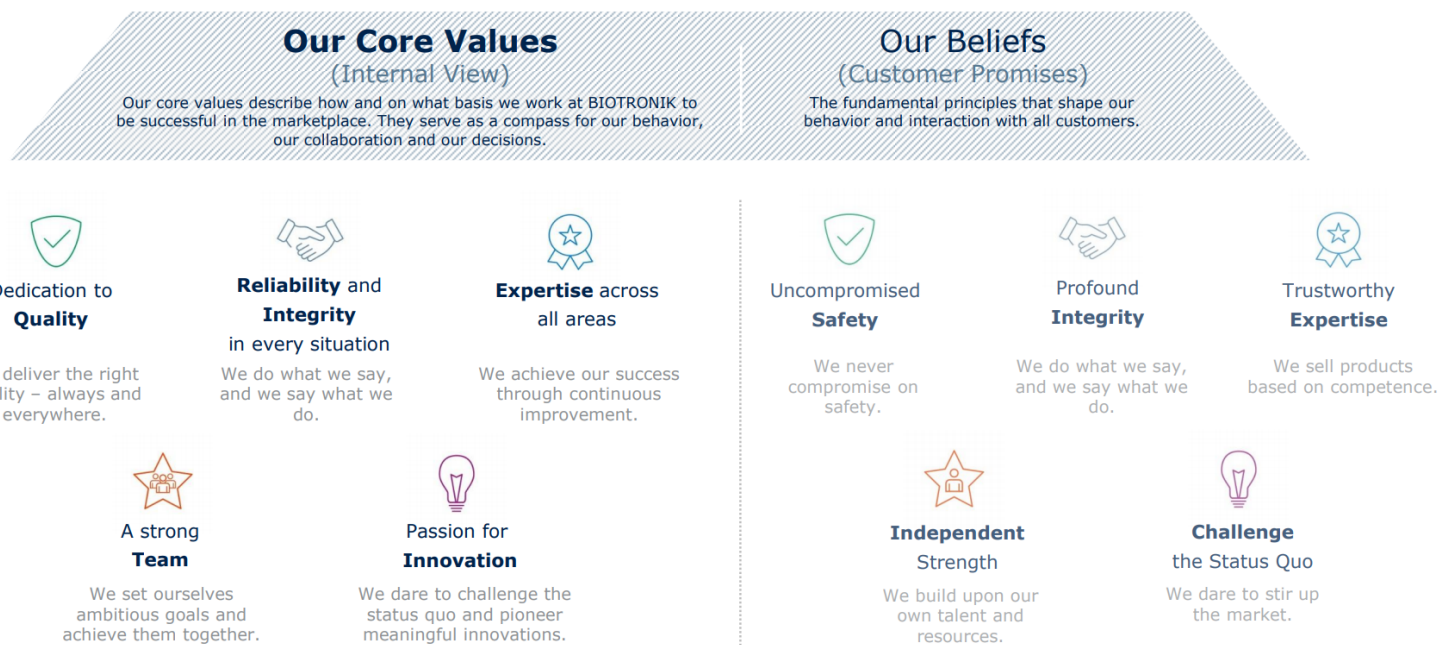 Our Core Values
(Internal View)
Our core values describe how and on what basis we work at BIOTRONIK to
be successful in the marketplace. They serve as a compass for our behavior,
our collaboration and our decisions.
Our Beliefs
(Customer Promises)
The fundamental principles that shape our
behavior and interaction with all customers.
to
Quality
deliver the right
– always and
everywhere.
Reliability and
Integrity
in every situation
We do what we say,
and we say what we
do.
Expertise across
all areas
We achieve our success
through continuous
improvement.
A strong
Team
We set ourselves
ambitious goals and
achieve them together.
Passion for
Innovation
We dare to challenge the
status quo and pioneer
meaningful innovations.
Uncompromised
Safety
We never
compromise on
safety.
Profound
Integrity
We do what we say,
and we say what we
do.
Trustworthy
Expertise
We sell products
based on competence.
Independent
Strength
We build upon our
own talent and
resources.
Challenge
the Status Quo
We dare to stir up
the market.